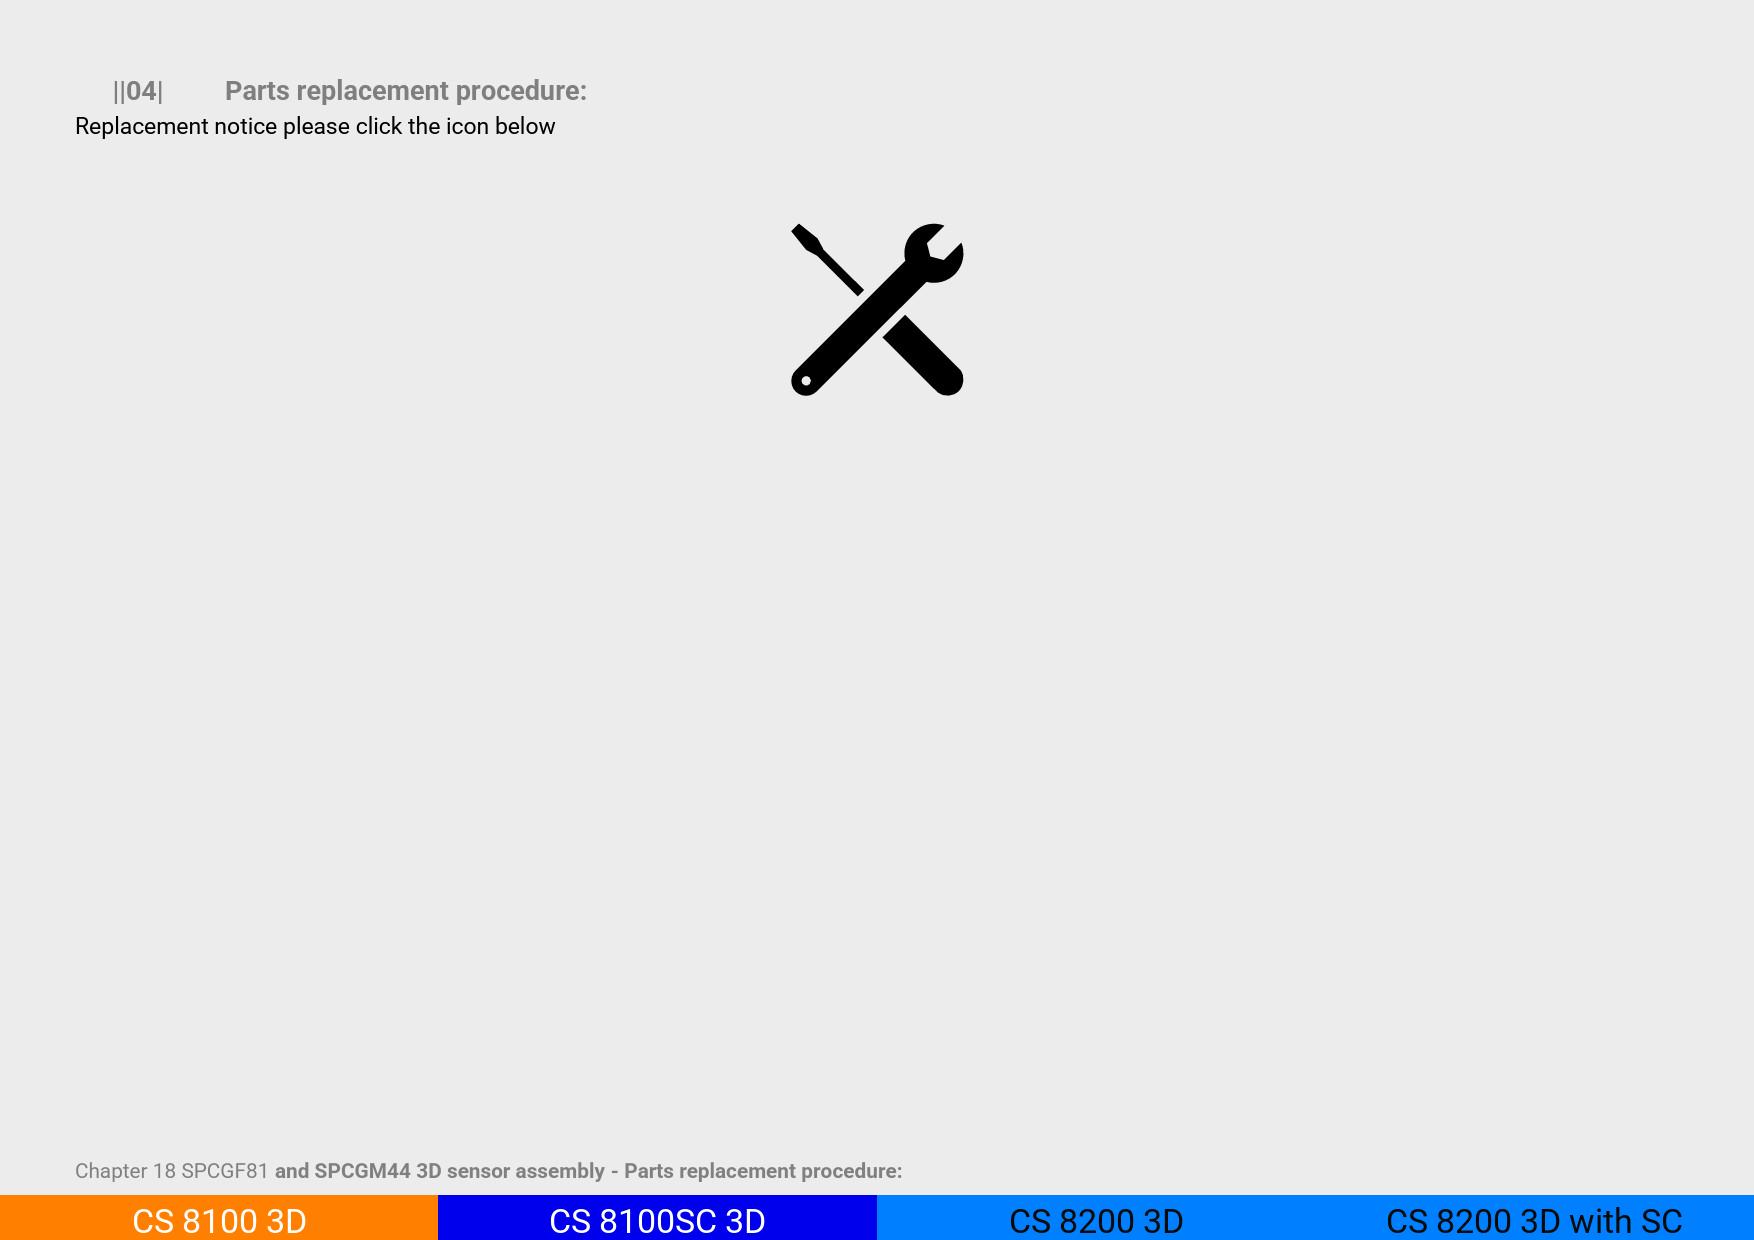 ||04| Parts replacement procedure:
Replacement notice please click the icon below
Chapter 18 SPCGF81 and SPCGM44 3D sensor assembly - Parts replacement procedure:
CS 8100 3D CS 8100SC 3D CS 8200 3D CS 8200 3D with SC